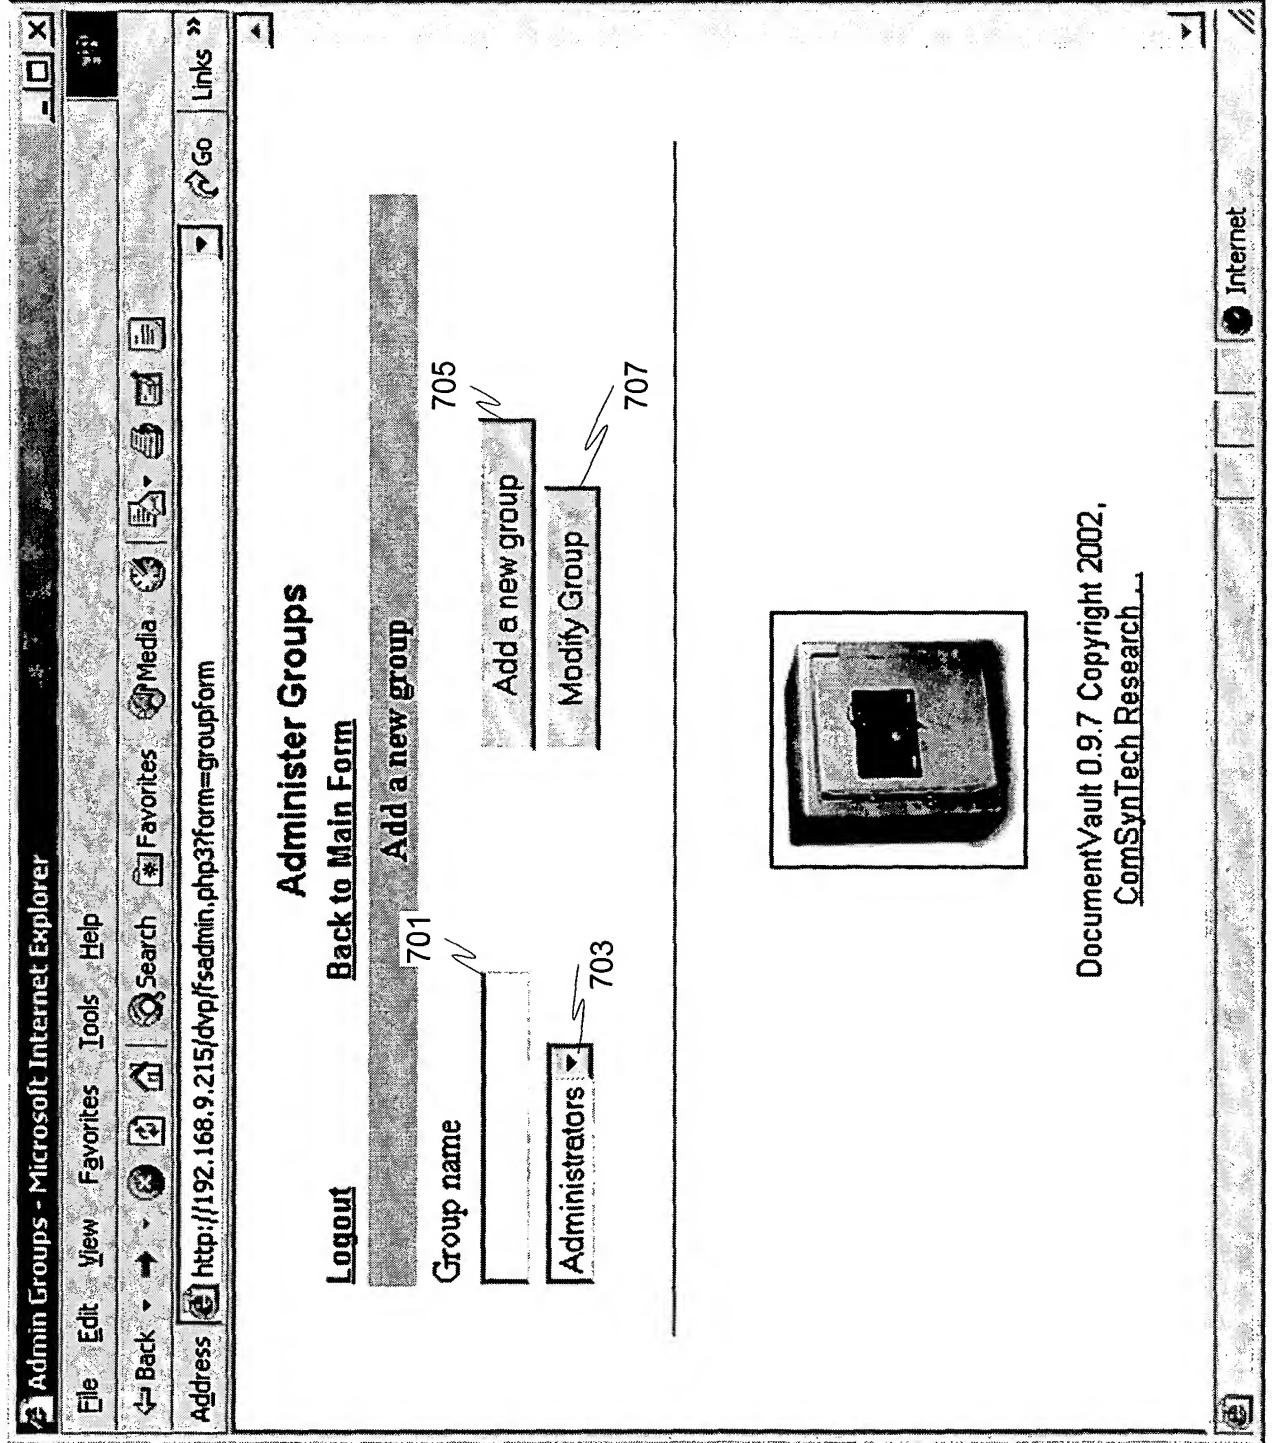 Admin Groups - Microsoft Internet Explorer
File Edit View Favorites Tools Help
Back Search Favorites Media
Address http://192.168.9.215/dvp/fsadmin.php3?form=groupform Go Links »
Administer Groups
Logout Back to Main Form
Add a new group
Group name 701 705
Add a new group
Administrators Modify Group
703 707
DocumentVault 0.9.7 Copyright 2002,
ComSynTech Research ..
Internet